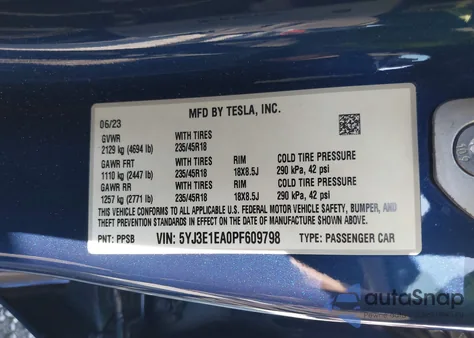 MFD BY TESLA, INC.
06/23
GVWR WITH TIRES
2129 kg (4694 lb) 235/45R18
GAWR FRT WITH TIRES RIM COLD TIRE PRESSURE
1110 kg (2447 lb) 235/45R18 18X8.5J 290 kPa, 42 psi
GAWR RR WITH TIRES RIM COLD TIRE PRESSURE
1257 kg (2771 lb) 235/45R18 18X8.5J 290 kPa, 42 psi
THIS VEHICLE CONFORMS TO ALL APPLICABLE U.S. FEDERAL MOTOR VEHICLE SAFETY, BUMPER, AND
THEFT PREVENTION STANDARDS IN EFFECT ON THE DATE OF MANUFACTURE SHOWN ABOVE.
PNT: PPSB VIN: 5YJ3E1EA0PF609798 TYPE: PASSENGER CAR
autoSnap